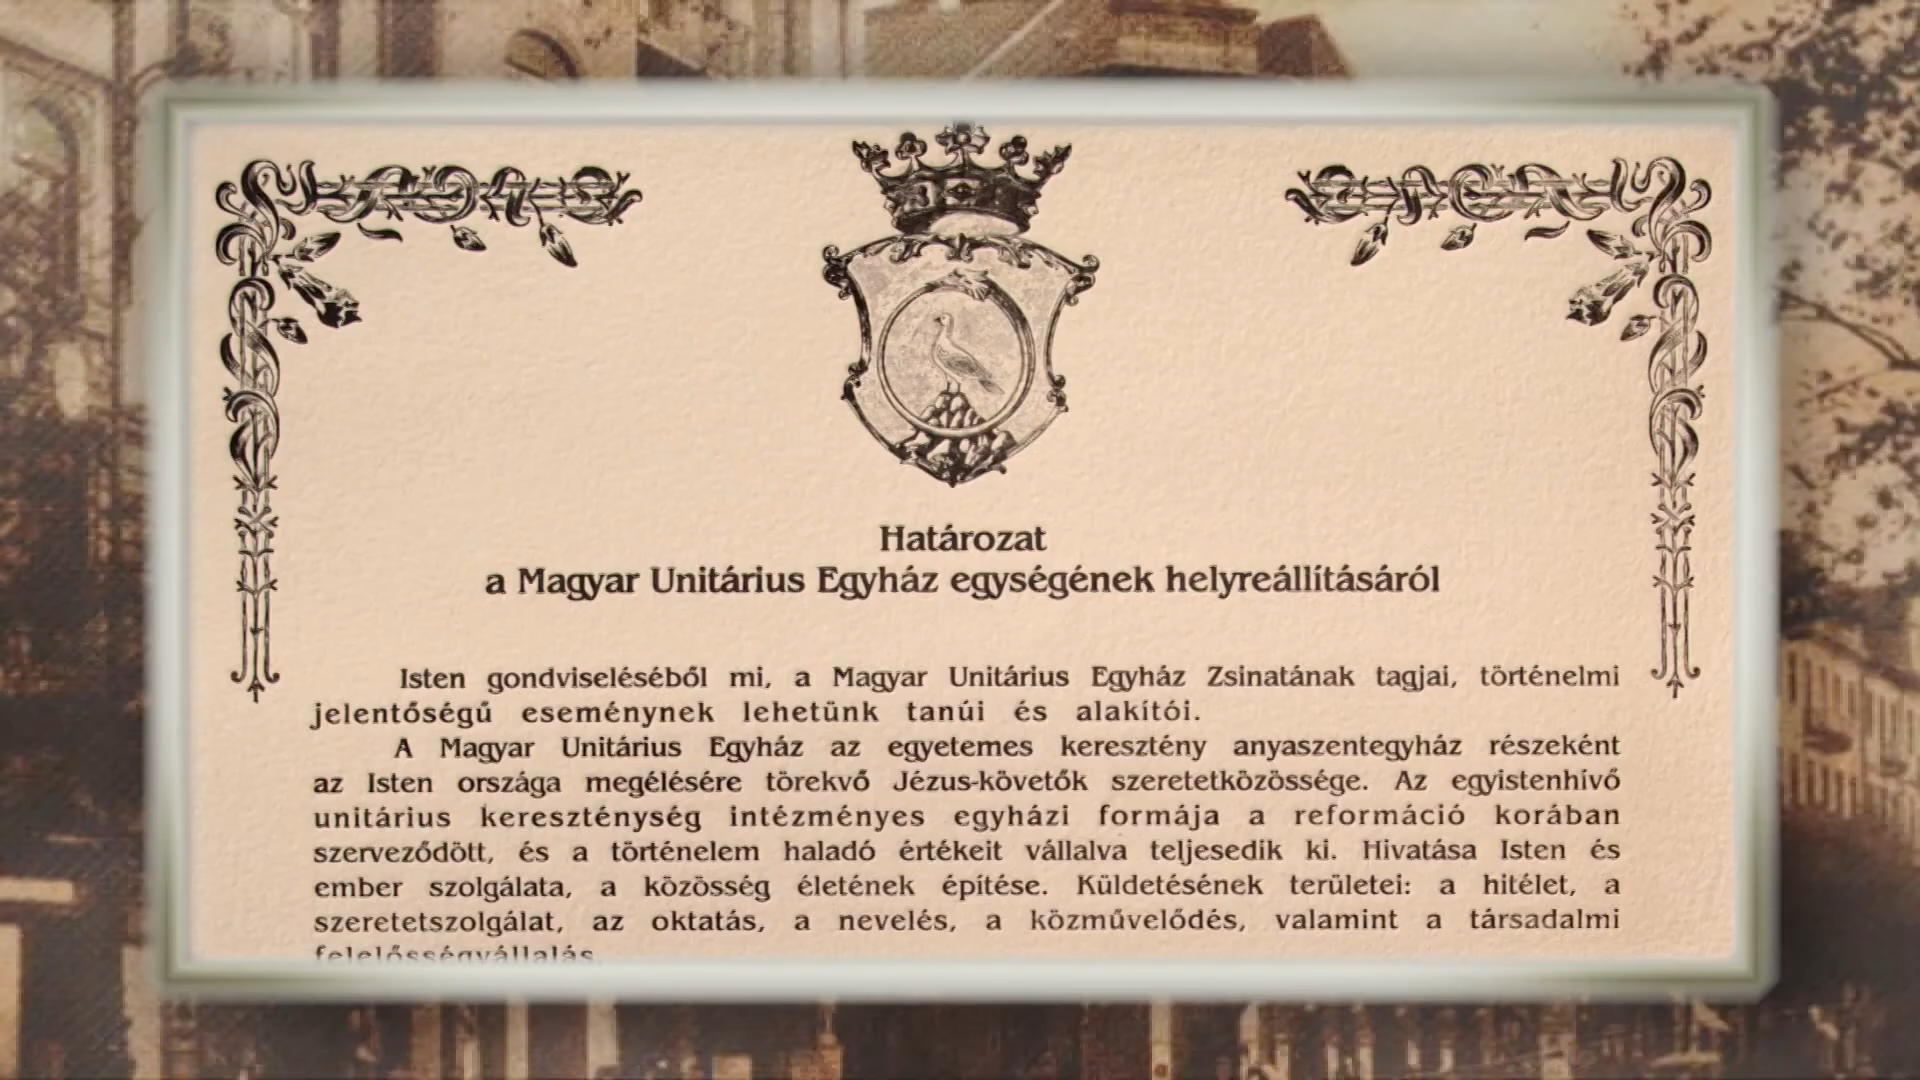 Határozat
a Magyar Unitárius Egyház egységének helyreállításáról
Isten gondviseléséből mi, a Magyar Unitárius Egyház Zsinatának tagjai, történelmi
jelentőségű eseménynek lehetünk tanúi és alakítói.
A Magyar Unitárius Egyház az egyetemes keresztény anyaszentegyház részeként
az Isten országa megélésére törekvő Jézus-követők szeretetközössége. Az egyistenhívő
unitárius kereszténység intézményes egyházi formája a reformáció korában
szerveződött, és a történelem haladó értékeit vállalva teljesedik ki. Hivatása Isten és
ember szolgálata, a közösség életének építése. Küldetésének területei: a hitélet, a
szeretetszolgálat, az oktatás, a nevelés, a közművelődés, valamint a társadalmi
felelősségvállalás.